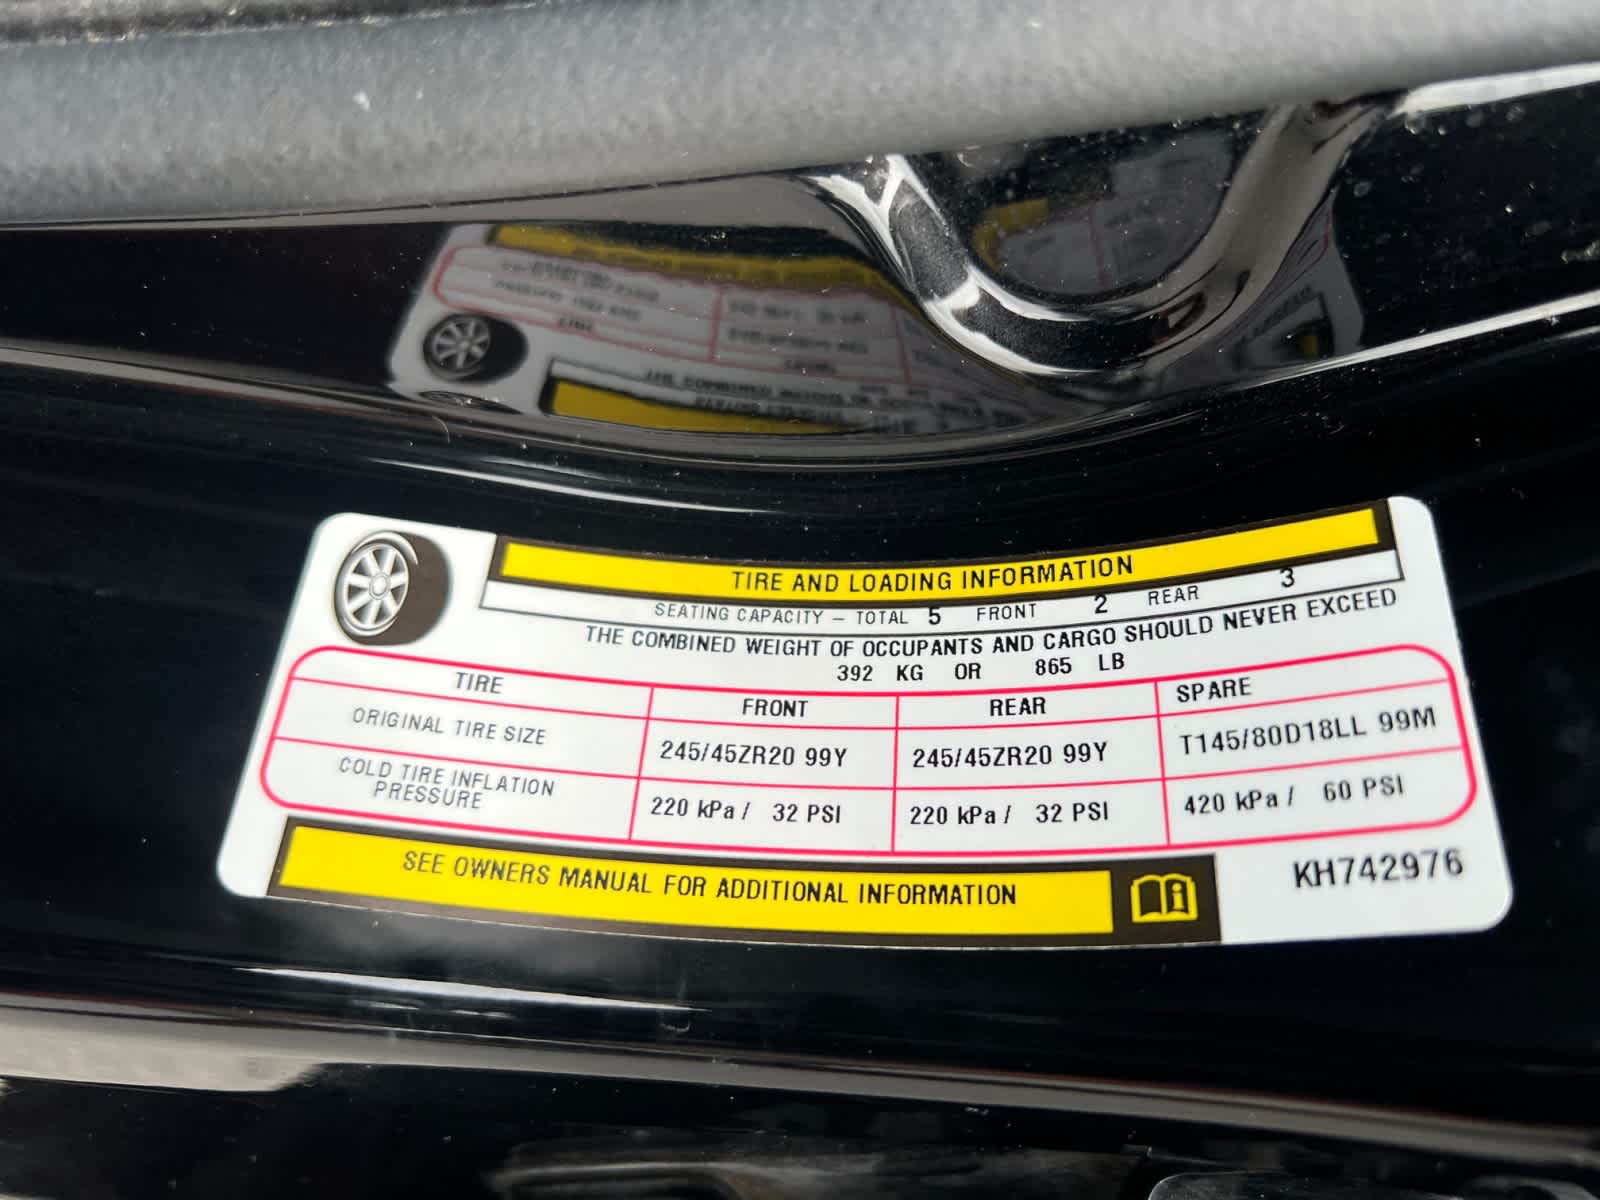 TIRE AND LOADING INFORMATION
SEATING CAPACITY – TOTAL 5 FRONT 2 REAR 3
THE COMBINED WEIGHT OF OCCUPANTS AND CARGO SHOULD NEVER EXCEED
392 KG OR 865 LB
TIRE FRONT REAR SPARE
ORIGINAL TIRE SIZE 245/45ZR20 99Y 245/45ZR20 99Y T145/80D18LL 99M
COLD TIRE INFLATION
PRESSURE 220 kPa / 32 PSI 220 kPa / 32 PSI 420 kPa / 60 PSI
SEE OWNERS MANUAL FOR ADDITIONAL INFORMATION
KH742976